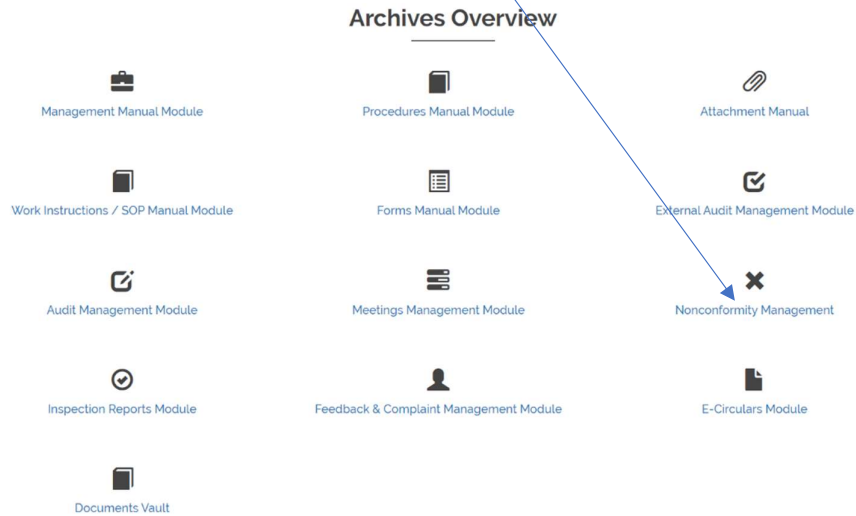 Archives Overview
Management Manual Module
Procedures Manual Module
Attachment Manual
Work Instructions / SOP Manual Module
Forms Manual Module
External Audit Management Module
Audit Management Module
Meetings Management Module
Nonconformity Management
Inspection Reports Module
Feedback & Complaint Management Module
E-Circulars Module
Documents Vault